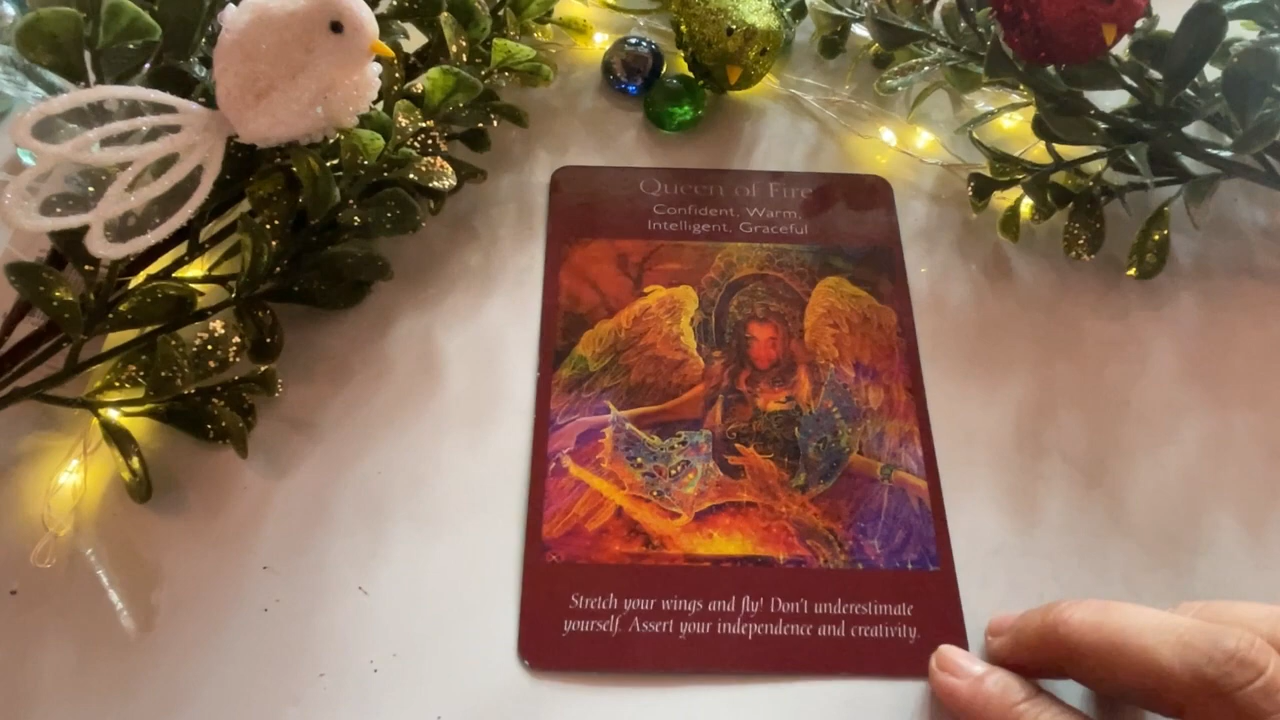 Queen of Fire
Confident, Warm,
Intelligent, Graceful
Stretch your wings and fly! Don't underestimate
yourself. Assert your independence and creativity.